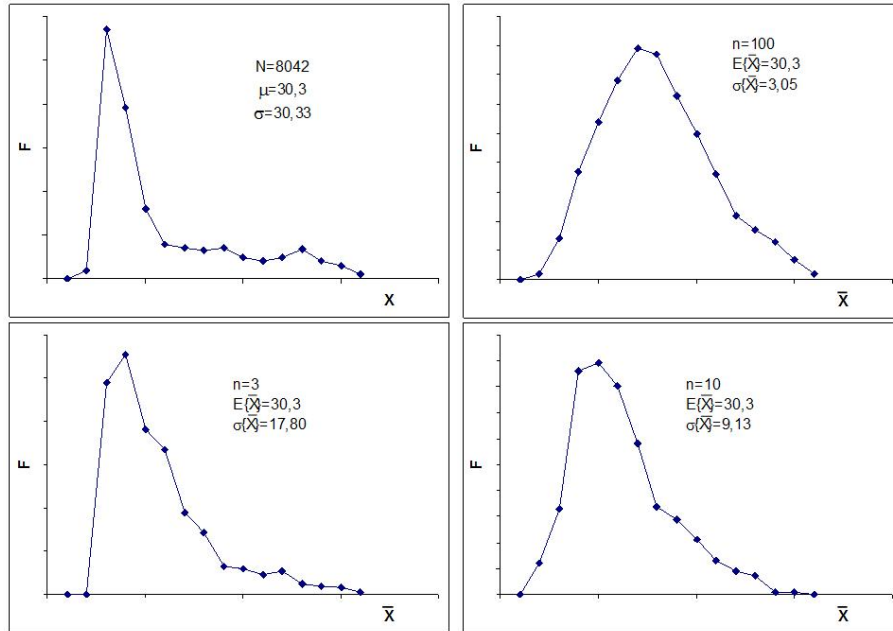 N=8042
μ=30,3
σ=30,33
F
X
n=100
E{X̅}=30,3
σ{X̅}=3,05
F
X̅
n=3
E{X̅}=30,3
σ{X̅}=17,80
F
X̅
n=10
E{X̅}=30,3
σ{X̅}=9,13
F
X̅